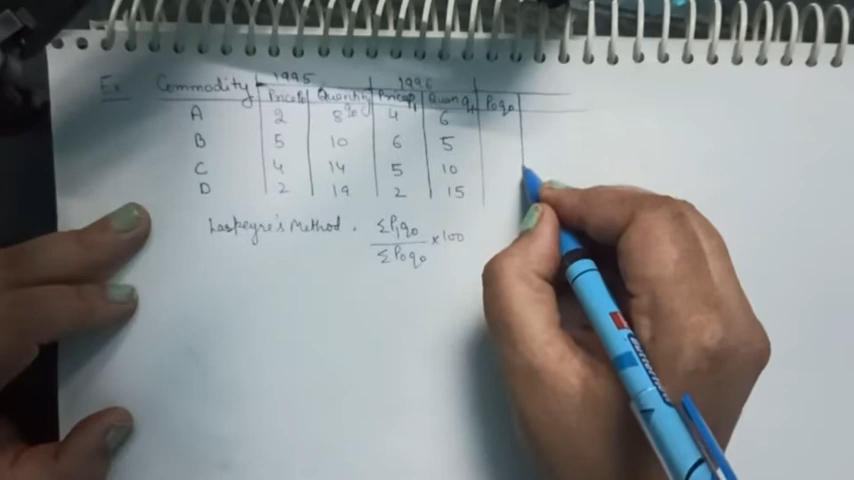 Ex Commodity 1995 1996
Price P0 Quantity q0 Price P1 Quan q1 P0q0
A 2 8 4 6
B 5 10 6 5
C 4 14 5 10
D 2 19 2 15
Laspeyre's Method. ΣP1q0
ΣP0q0 ×100